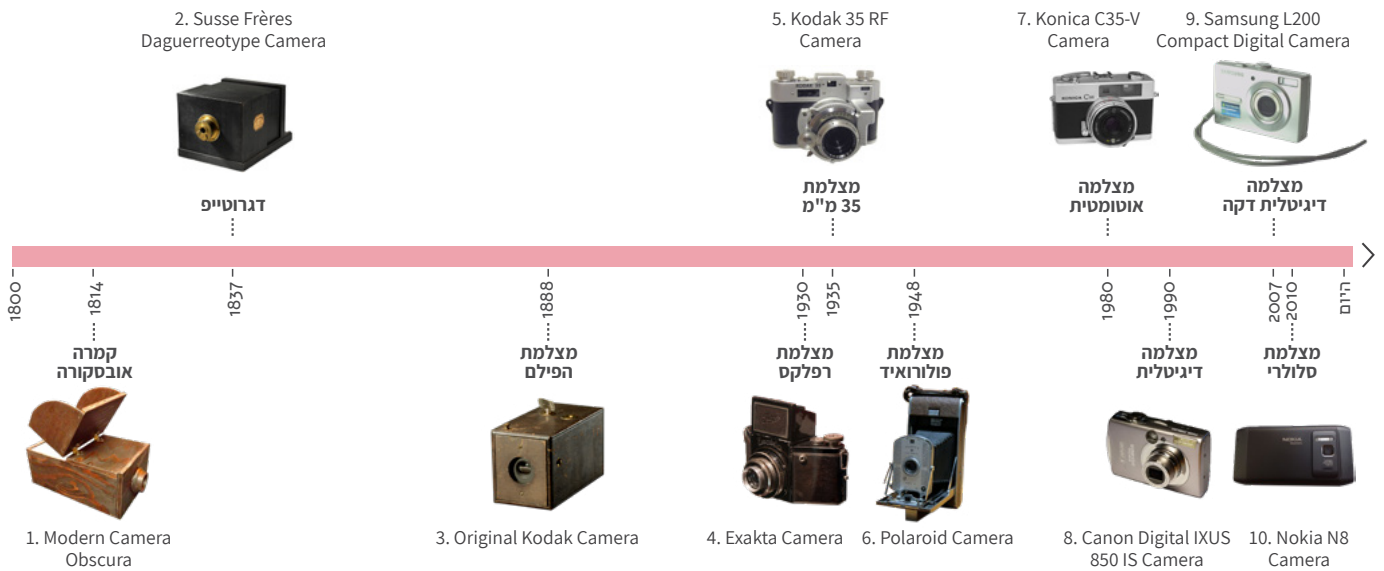 2. Susse Frères
Daguerreotype Camera
5. Kodak 35 RF
Camera
7. Konica C35-V
Camera
9. Samsung L200
Compact Digital Camera
דגרוטייפ
מצלמת
35 מ"מ
מצלמה
אוטומטית
מצלמה
דיגיטלית דקה
1800
1814
1837
1888
1930
1935
1948
1980
1990
2007
2010
היום
קמרה
אובסקורה
מצלמת
הפילם
מצלמת
רפלקס
מצלמת
פולורואיד
מצלמה
דיגיטלית
מצלמת
סלולרי
1. Modern Camera
Obscura
3. Original Kodak Camera
4. Exakta Camera
6. Polaroid Camera
8. Canon Digital IXUS
850 IS Camera
10. Nokia N8
Camera